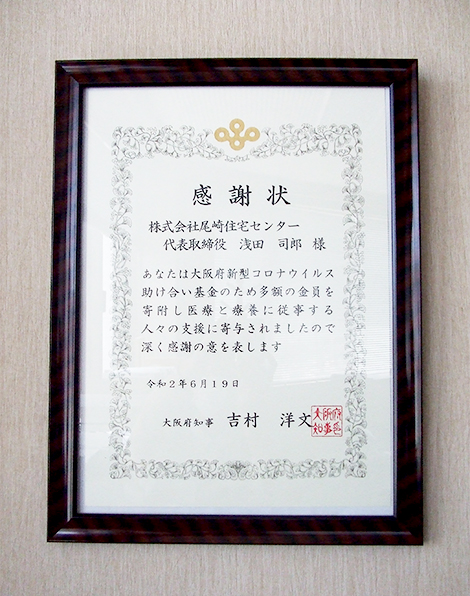 感謝状
株式会社尾崎住宅センター
代表取締役 浅田 司郎 様
あなたは大阪府新型コロナウイルス
助け合い基金のため多額の金員を
寄附し医療と療養に従事する
人々の支援に寄与されましたので
深く感謝の意を表します
令和2年6月19日
大阪府知事 吉村 洋文